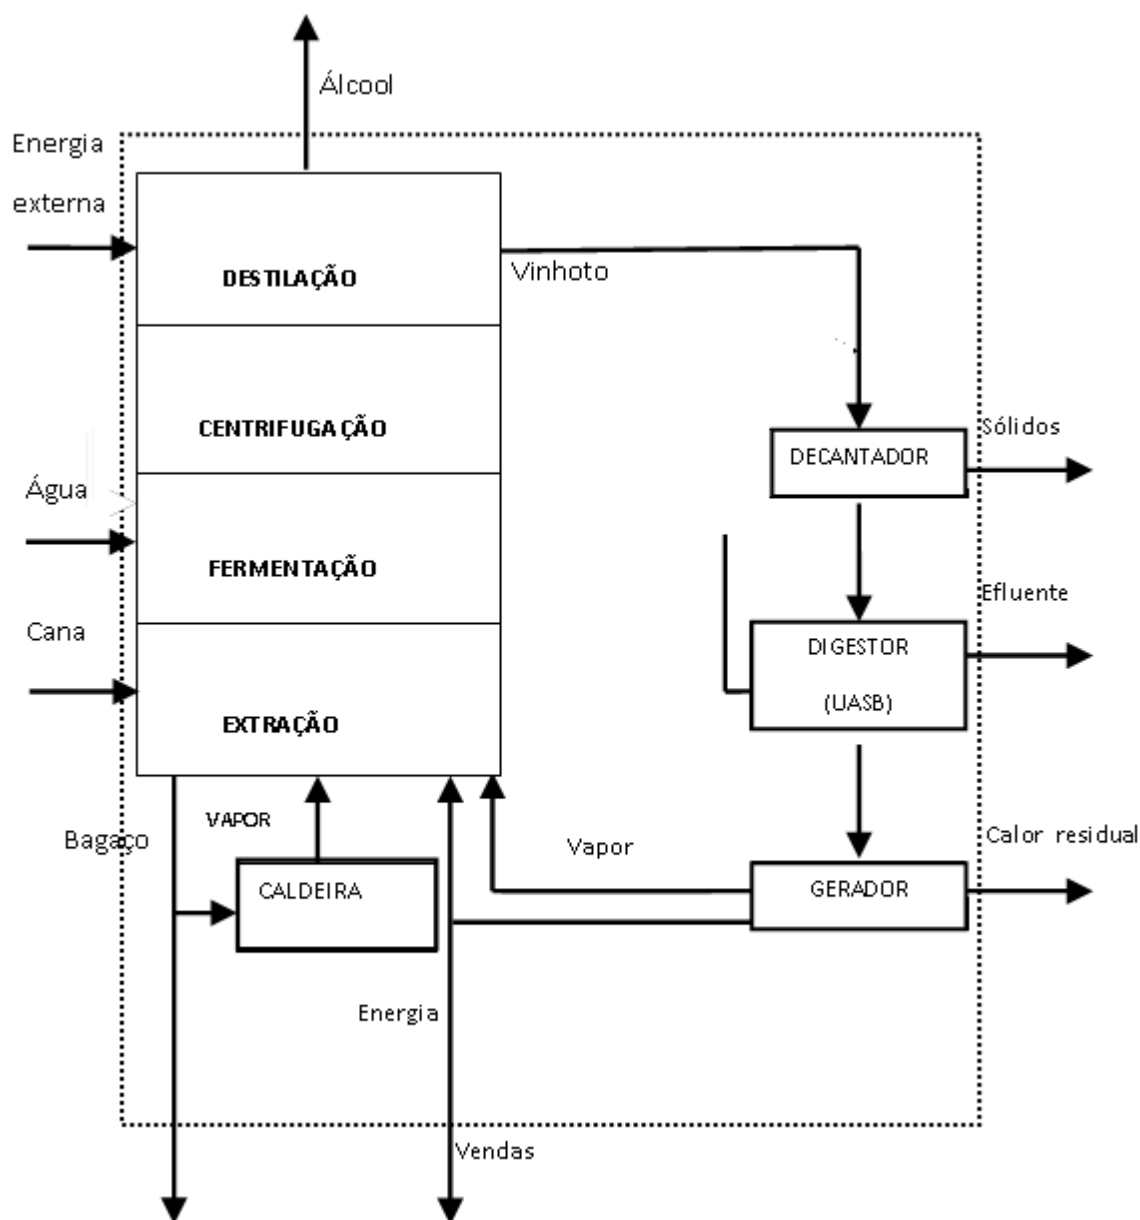 Álcool
Energia
externa
DESTILAÇÃO
Vinhoto
CENTRIFUGAÇÃO
Sólidos
DECANTADOR
Água
FERMENTAÇÃO
Efluente
Cana
DIGESTOR
(UASB)
EXTRAÇÃO
VAPOR
Bagaço
Vapor
Calor residual
CALDEIRA
GERADOR
Energia
Vendas